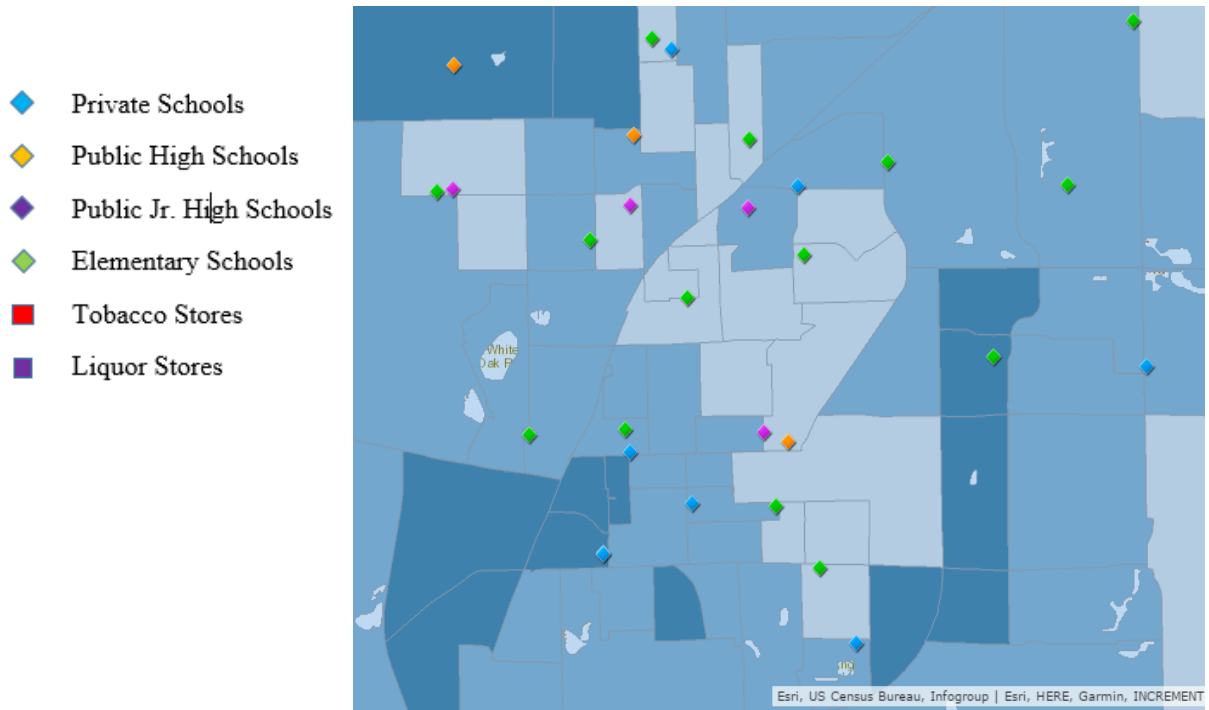 Private Schools
Public High Schools
Public Jr. High Schools
Elementary Schools
Tobacco Stores
Liquor Stores
White
Oak P
Esri, US Census Bureau, Infogroup | Esri, HERE, Garmin, INCREMENT